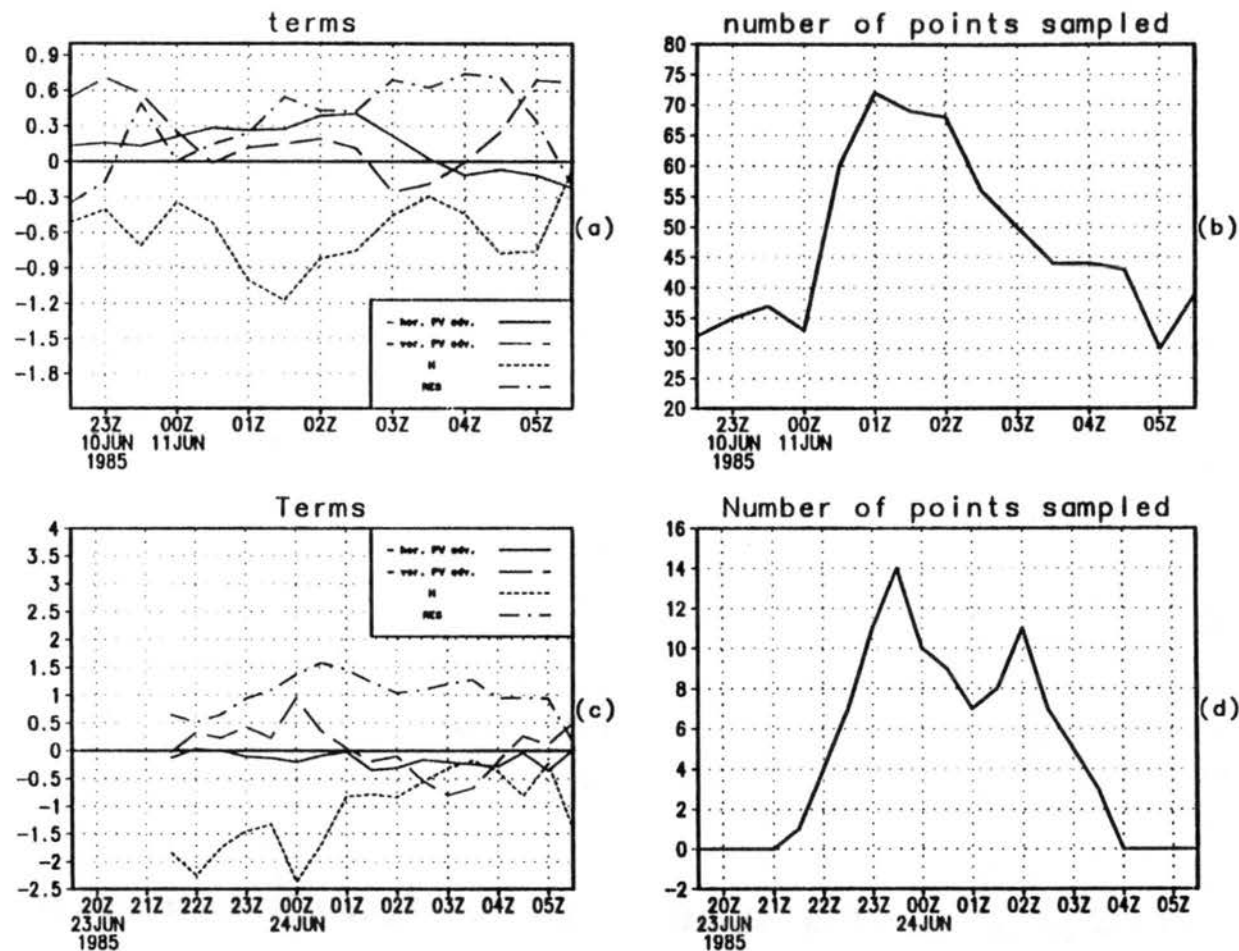 terms
0.9
0.6
0.3
0
-0.3
-0.6
-0.9
-1.2
-1.5
-1.8
- hor. PV adv.
- ver. PV adv.
H
RES
23Z 00Z 01Z 02Z 03Z 04Z 05Z
10JUN 11JUN
1985
(a)
number of points sampled
80
75
70
65
60
55
50
45
40
35
30
25
20
23Z 00Z 01Z 02Z 03Z 04Z 05Z
10JUN 11JUN
1985
(b)
Terms
4
3.5
3
2.5
2
1.5
1
0.5
0
-0.5
-1
-1.5
-2
-2.5
- hor. PV adv.
- ver. PV adv.
H
RES
20Z 21Z 22Z 23Z 00Z 01Z 02Z 03Z 04Z 05Z
23JUN 24JUN
1985
(c)
Number of points sampled
16
14
12
10
8
6
4
2
0
-2
20Z 21Z 22Z 23Z 00Z 01Z 02Z 03Z 04Z 05Z
23JUN 24JUN
1985
(d)